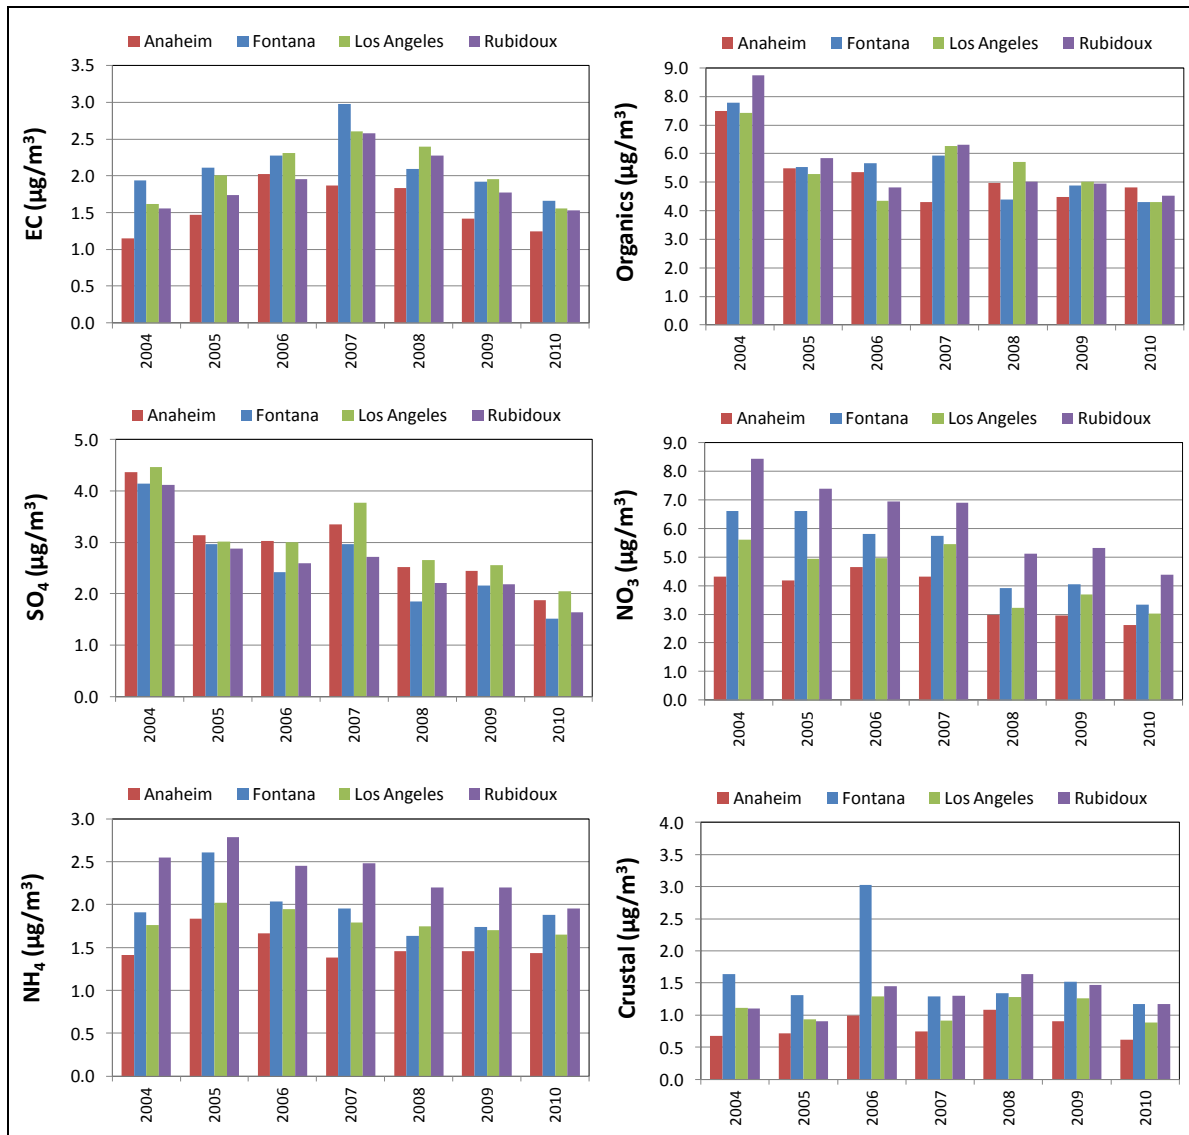 Anaheim Fontana Los Angeles Rubidoux
EC (µg/m³)
3.5
3.0
2.5
2.0
1.5
1.0
0.5
0.0
2004 2005 2006 2007 2008 2009 2010
Anaheim Fontana Los Angeles Rubidoux
Organics (µg/m³)
9.0
8.0
7.0
6.0
5.0
4.0
3.0
2.0
1.0
0.0
2004 2005 2006 2007 2008 2009 2010
Anaheim Fontana Los Angeles Rubidoux
SO₄ (µg/m³)
5.0
4.0
3.0
2.0
1.0
0.0
2004 2005 2006 2007 2008 2009 2010
Anaheim Fontana Los Angeles Rubidoux
NO₃ (µg/m³)
9.0
8.0
7.0
6.0
5.0
4.0
3.0
2.0
1.0
0.0
2004 2005 2006 2007 2008 2009 2010
Anaheim Fontana Los Angeles Rubidoux
NH₄ (µg/m³)
3.0
2.5
2.0
1.5
1.0
0.5
0.0
2004 2005 2006 2007 2008 2009 2010
Anaheim Fontana Los Angeles Rubidoux
Crustal (µg/m³)
4.0
3.5
3.0
2.5
2.0
1.5
1.0
0.5
0.0
2004 2005 2006 2007 2008 2009 2010